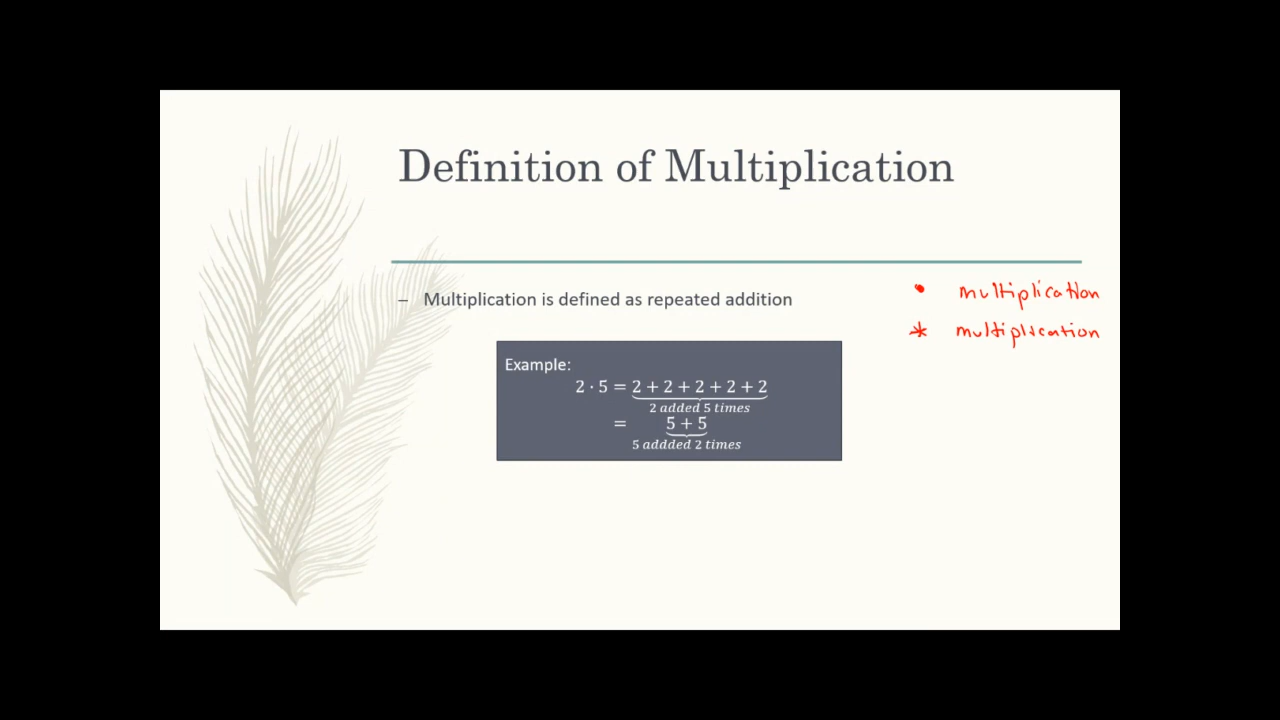 Definition of Multiplication
– Multiplication is defined as repeated addition
• multiplication
* multiplication
Example:
2 · 5 = 2 + 2 + 2 + 2 + 2
2 added 5 times
= 5 + 5
5 addded 2 times